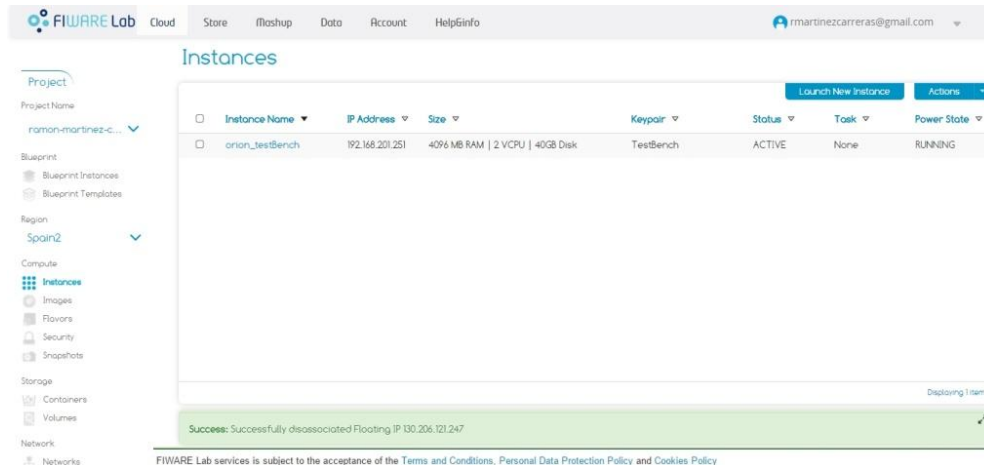 FIWARE Lab Cloud Store Mashup Data Account Help&info rmartinezcarreras@gmail.com
Instances
Project
Project Name
ramon-martinez-c...
Blueprint
Blueprint Instances
Blueprint Templates
Region
Spain2
Compute
Instances
Images
Flavors
Security
Snapshots
Storage
Containers
Volumes
Network
Networks
Launch New Instance Actions
Instance Name IP Address Size Keypair Status Task Power State
orion_testBench 192.168.201.251 4096 MB RAM | 2 VCPU | 40GB Disk TestBench ACTIVE None RUNNING
Displaying 1 item
Success: Successfully disassociated Floating IP 130.206.121.247
FIWARE Lab services is subject to the acceptance of the Terms and Conditions, Personal Data Protection Policy and Cookies Policy